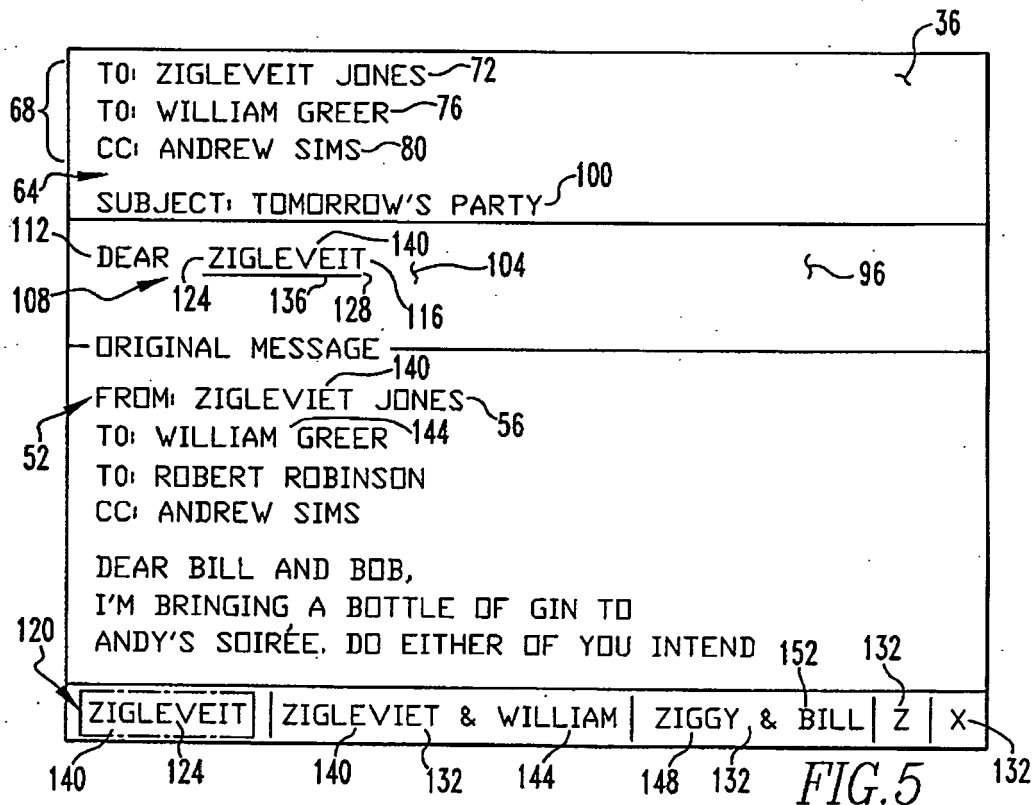 36
TO: ZIGLEVEIT JONES 72
68 TO: WILLIAM GREER 76
CC: ANDREW SIMS 80
64 SUBJECT: TOMORROW'S PARTY 100
112 DEAR ZIGLEVEIT 140 104 96
108 124 136 128 116
ORIGINAL MESSAGE
140
FROM: ZIGLEVIET JONES 56
52 TO: WILLIAM GREER 144
TO: ROBERT ROBINSON
CC: ANDREW SIMS
DEAR BILL AND BOB,
I'M BRINGING A BOTTLE OF GIN TO
120 ANDY'S SOIRÉE. DO EITHER OF YOU INTEND 152 132
ZIGLEVEIT | ZIGLEVIET & WILLIAM | ZIGGY & BILL | Z | X
140 124 140 132 144 148 132 132
FIG.5